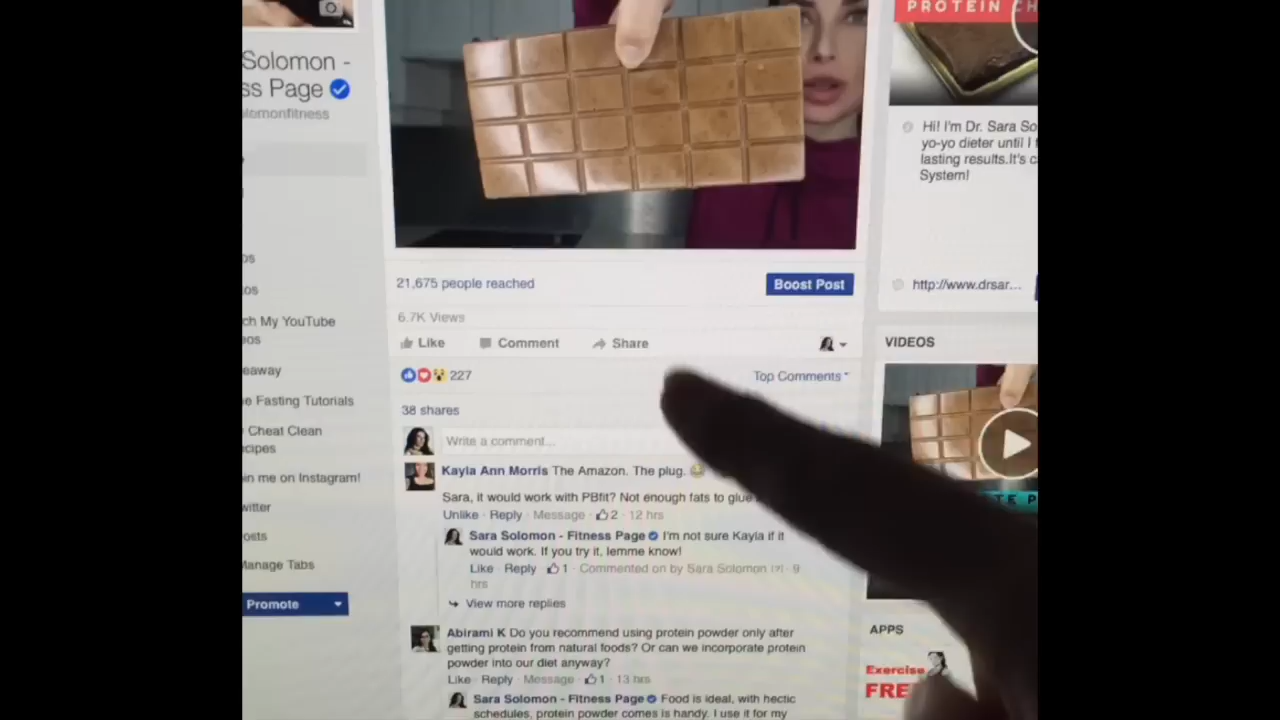 Solomon -
ss Page
olomonfitness
os
os
ch My YouTube
os
eaway
e Fasting Tutorials
Cheat Clean
cipes
in me on Instagram!
witter
osts
Manage Tabs
Promote
21,675 people reached
Boost Post
6.7K Views
Like Comment Share
227
Top Comments
38 shares
Write a comment...
Kayla Ann Morris The Amazon. The plug.
Sara, it would work with PBfit? Not enough fats to glue
Unlike · Reply · Message · 2 · 12 hrs
Sara Solomon - Fitness Page I'm not sure Kayla if it
would work. If you try it, lemme know!
Like · Reply · 1 · Commented on by Sara Solomon [?] · 9
hrs
View more replies
Abirami K Do you recommend using protein powder only after
getting protein from natural foods? Or can we incorporate protein
powder into our diet anyway?
Like · Reply · Message · 1 · 13 hrs
Sara Solomon - Fitness Page Food is ideal, with hectic
schedules, protein powder comes is handy. I use it for my
PROTEIN CH
Hi! I'm Dr. Sara So
yo-yo dieter until I f
lasting results.It's c
System!
http://www.drsar...
VIDEOS
TE P
APPS
Exercise
FRE